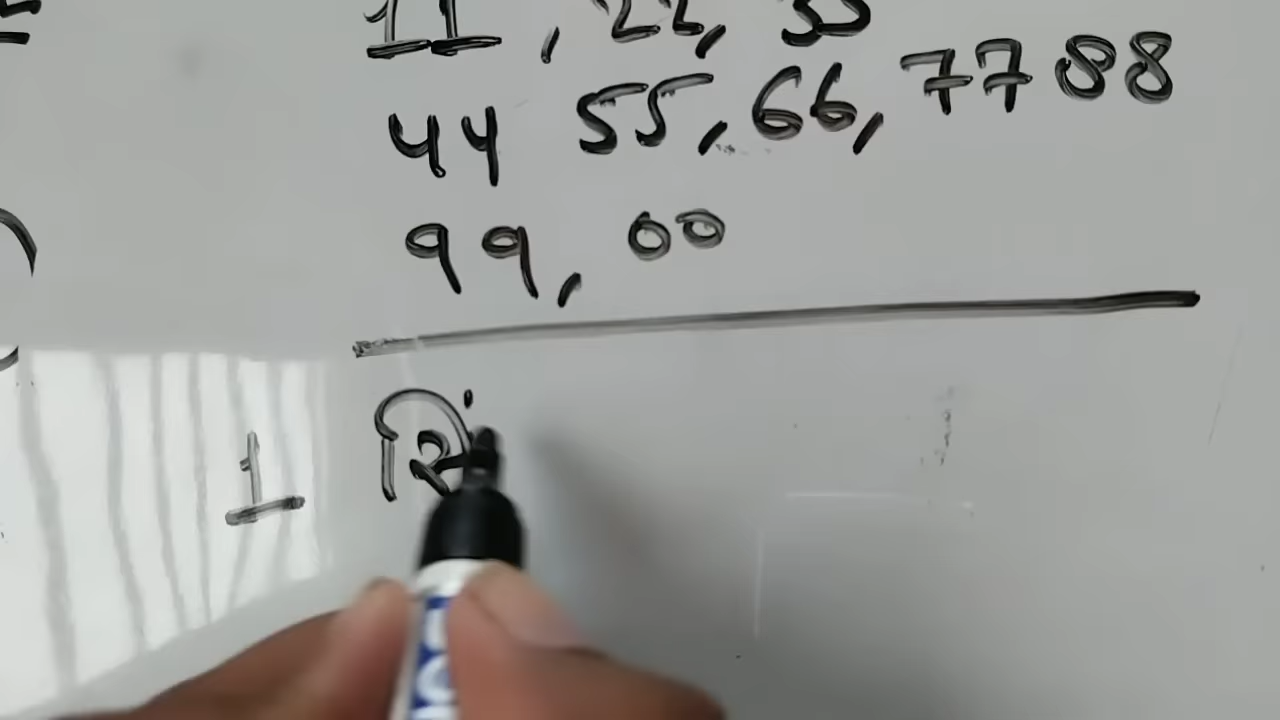 11, 22, 33
44 55, 66, 77 88
99, 00
1